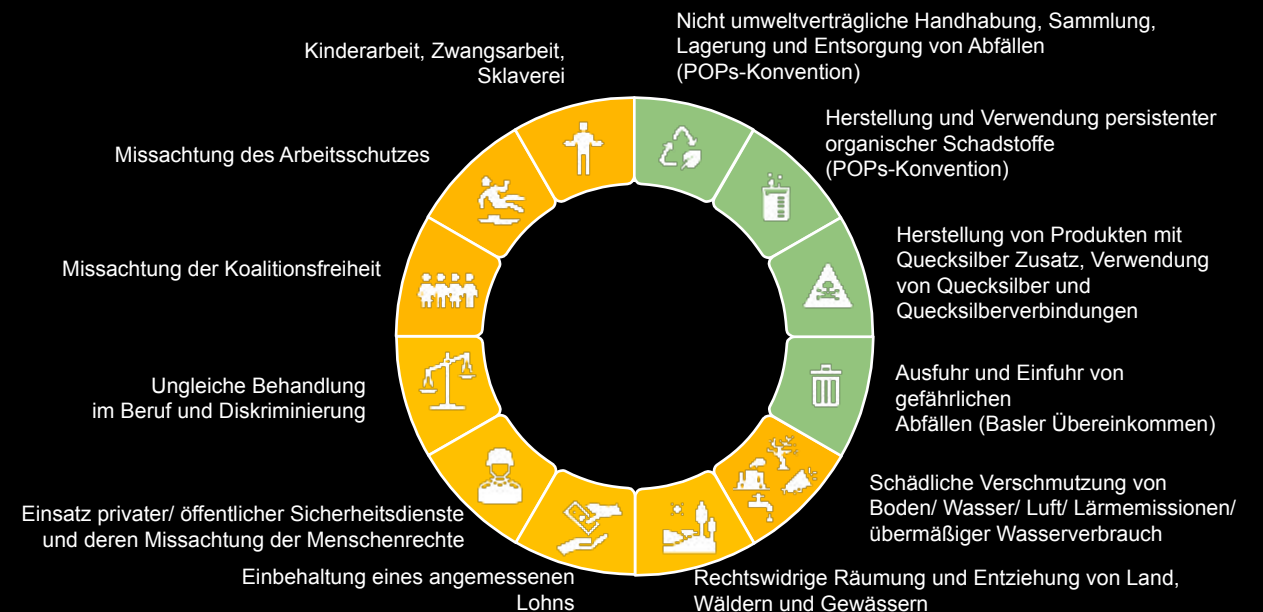 Nicht umweltverträgliche Handhabung, Sammlung,
Lagerung und Entsorgung von Abfällen
(POPs-Konvention)
Herstellung und Verwendung persistenter
organischer Schadstoffe
(POPs-Konvention)
Herstellung von Produkten mit
Quecksilber Zusatz, Verwendung
von Quecksilber und
Quecksilberverbindungen
Ausfuhr und Einfuhr von
gefährlichen
Abfällen (Basler Übereinkommen)
Schädliche Verschmutzung von
Boden/ Wasser/ Luft/ Lärmemissionen/
übermäßiger Wasserverbrauch
Rechtswidrige Räumung und Entziehung von Land,
Wäldern und Gewässern
Einbehaltung eines angemessenen
Lohns
Einsatz privater/ öffentlicher Sicherheitsdienste
und deren Missachtung der Menschenrechte
Ungleiche Behandlung
im Beruf und Diskriminierung
Missachtung der Koalitionsfreiheit
Missachtung des Arbeitsschutzes
Kinderarbeit, Zwangsarbeit,
Sklaverei